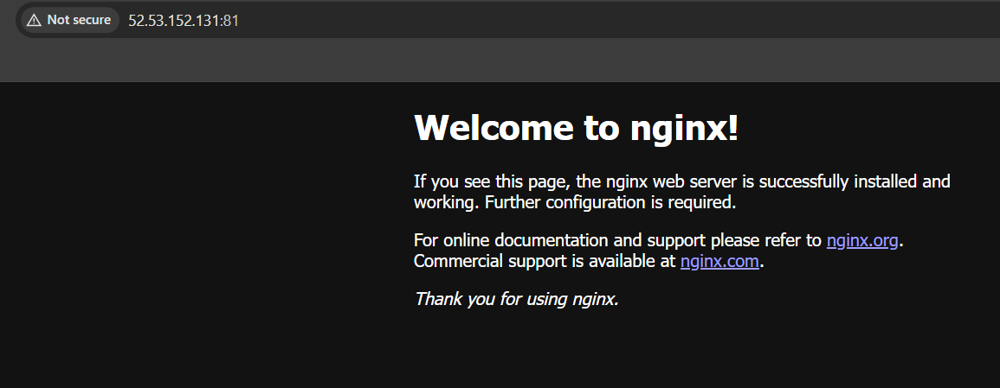 Not secure 52.53.152.131:81
Welcome to nginx!
If you see this page, the nginx web server is successfully installed and
working. Further configuration is required.
For online documentation and support please refer to nginx.org.
Commercial support is available at nginx.com.
Thank you for using nginx.